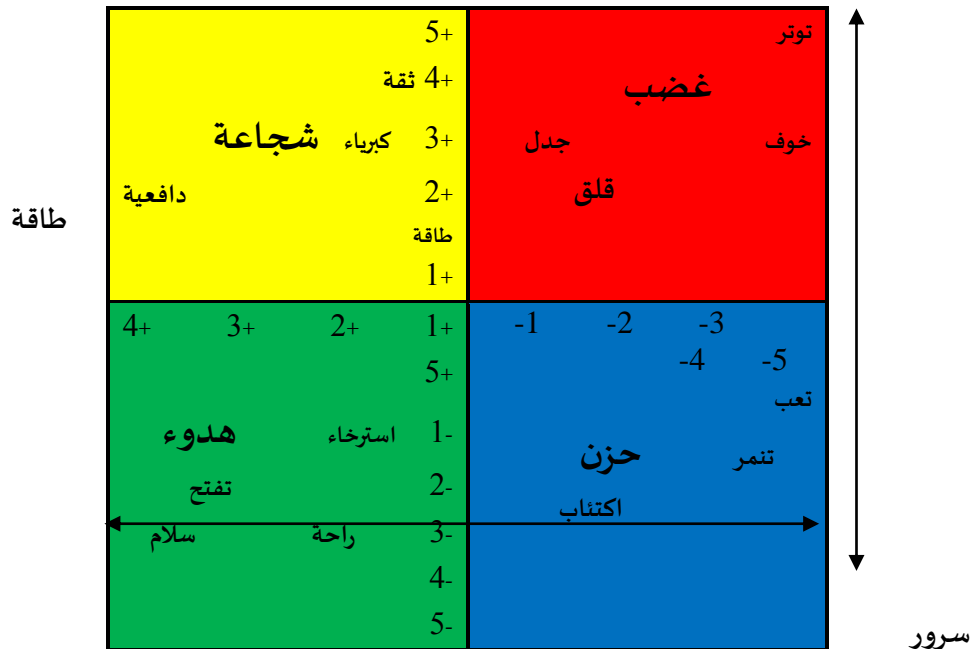 توتر
غضب
خوف جدل
قلق
5+
4+ ثقة
3+ كبرياء شجاعة
2+ دافعية
طاقة
1+
طاقة
-1 -2 -3
-4 -5
تعب
تنمر حزن
اكتئاب
1+ 2+ 3+ 4+
5+
1- استرخاء هدوء
2- تفتح
3- راحة سلام
4-
5-
سرور